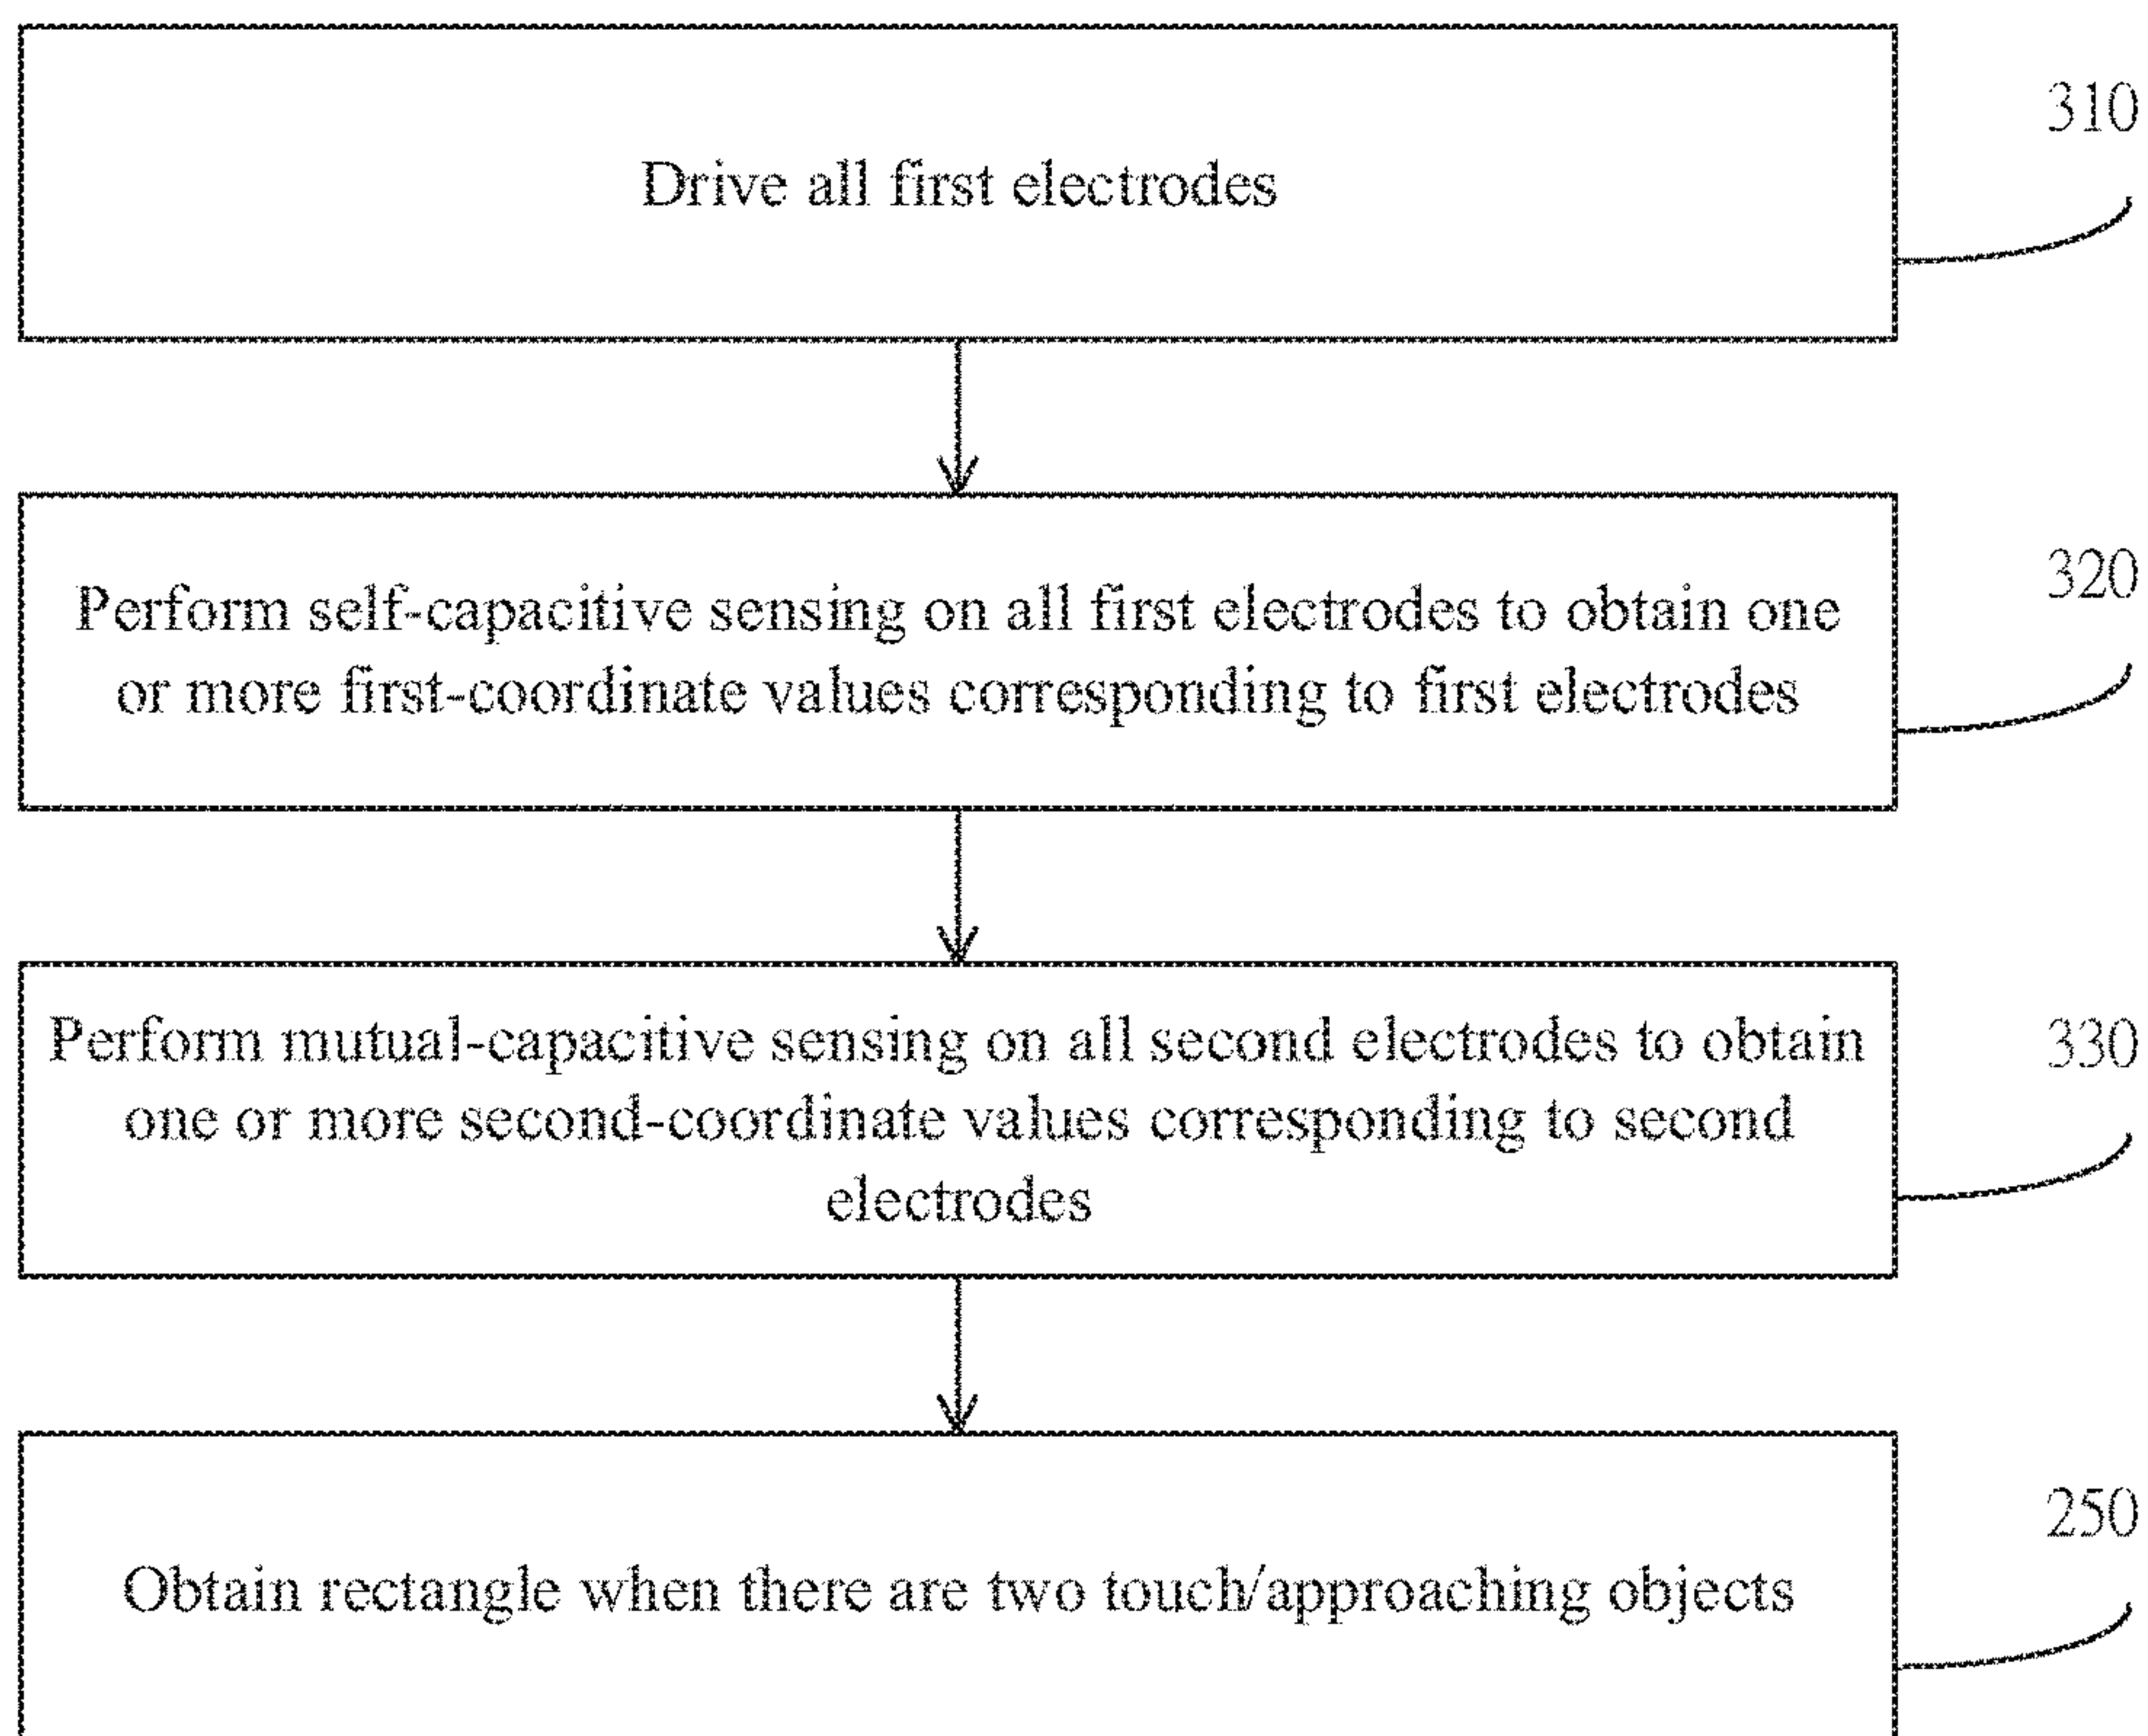 Drive all first electrodes
310
Perform self-capacitive sensing on all first electrodes to obtain one
or more first-coordinate values corresponding to first electrodes
320
Perform mutual-capacitive sensing on all second electrodes to obtain
one or more second-coordinate values corresponding to second
electrodes
330
Obtain rectangle when there are two touch/approaching objects
250